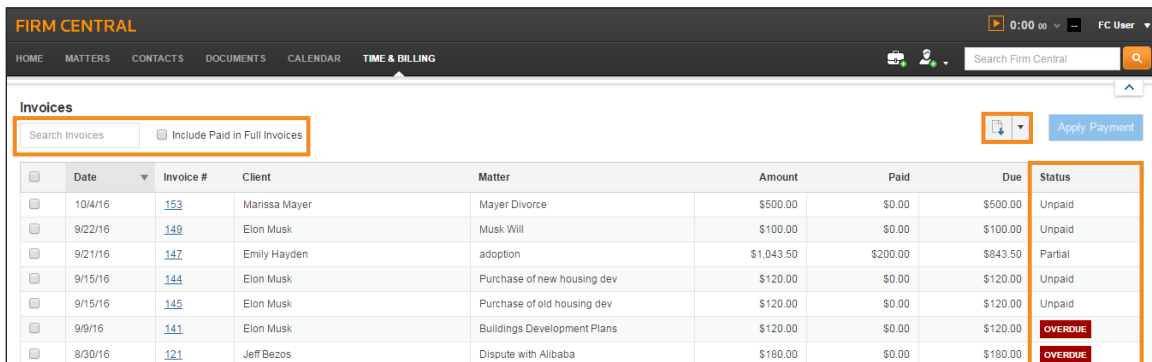 FIRM CENTRAL 0:00 00 -- FC User
HOME MATTERS CONTACTS DOCUMENTS CALENDAR TIME & BILLING Search Firm Central
Invoices
Search Invoices Include Paid in Full Invoices Apply Payment
Date Invoice # Client Matter Amount Paid Due Status
10/4/16 153 Marissa Mayer Mayer Divorce $500.00 $0.00 $500.00 Unpaid
9/22/16 149 Elon Musk Musk Will $100.00 $0.00 $100.00 Unpaid
9/21/16 147 Emily Hayden adoption $1,043.50 $200.00 $843.50 Partial
9/15/16 144 Elon Musk Purchase of new housing dev $120.00 $0.00 $120.00 Unpaid
9/15/16 145 Elon Musk Purchase of old housing dev $120.00 $0.00 $120.00 Unpaid
9/9/16 141 Elon Musk Buildings Development Plans $120.00 $0.00 $120.00 OVERDUE
8/30/16 121 Jeff Bezos Dispute with Alibaba $180.00 $0.00 $180.00 OVERDUE